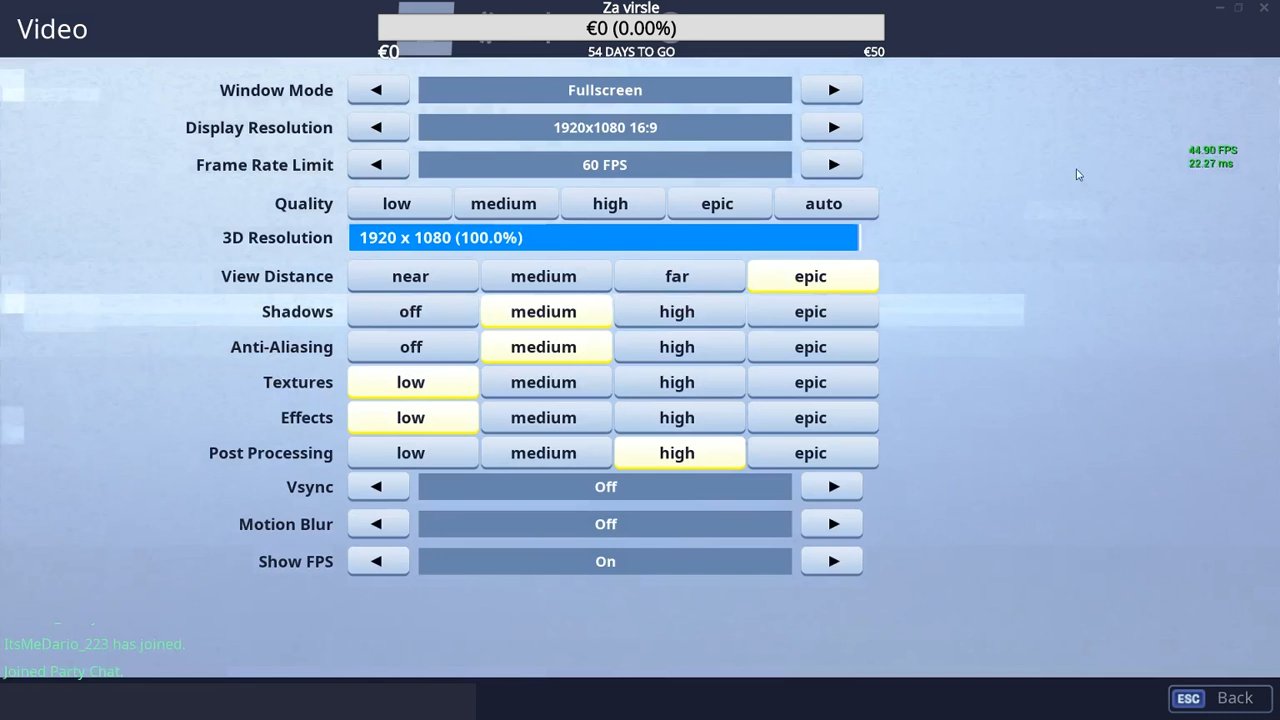 Za virsle
Video
€0 (0.00%)
€0 54 DAYS TO GO €50
Window Mode ◀ Fullscreen ▶
Display Resolution ◀ 1920x1080 16:9 ▶
44.90 FPS
22.27 ms
Frame Rate Limit ◀ 60 FPS ▶
Quality low medium high epic auto
3D Resolution 1920 x 1080 (100.0%)
View Distance near medium far epic
Shadows off medium high epic
Anti-Aliasing off medium high epic
Textures low medium high epic
Effects low medium high epic
Post Processing low medium high epic
Vsync ◀ Off ▶
Motion Blur ◀ Off ▶
Show FPS ◀ On ▶
ItsMeDario_223 has joined.
Joined Party Chat.
ESC Back